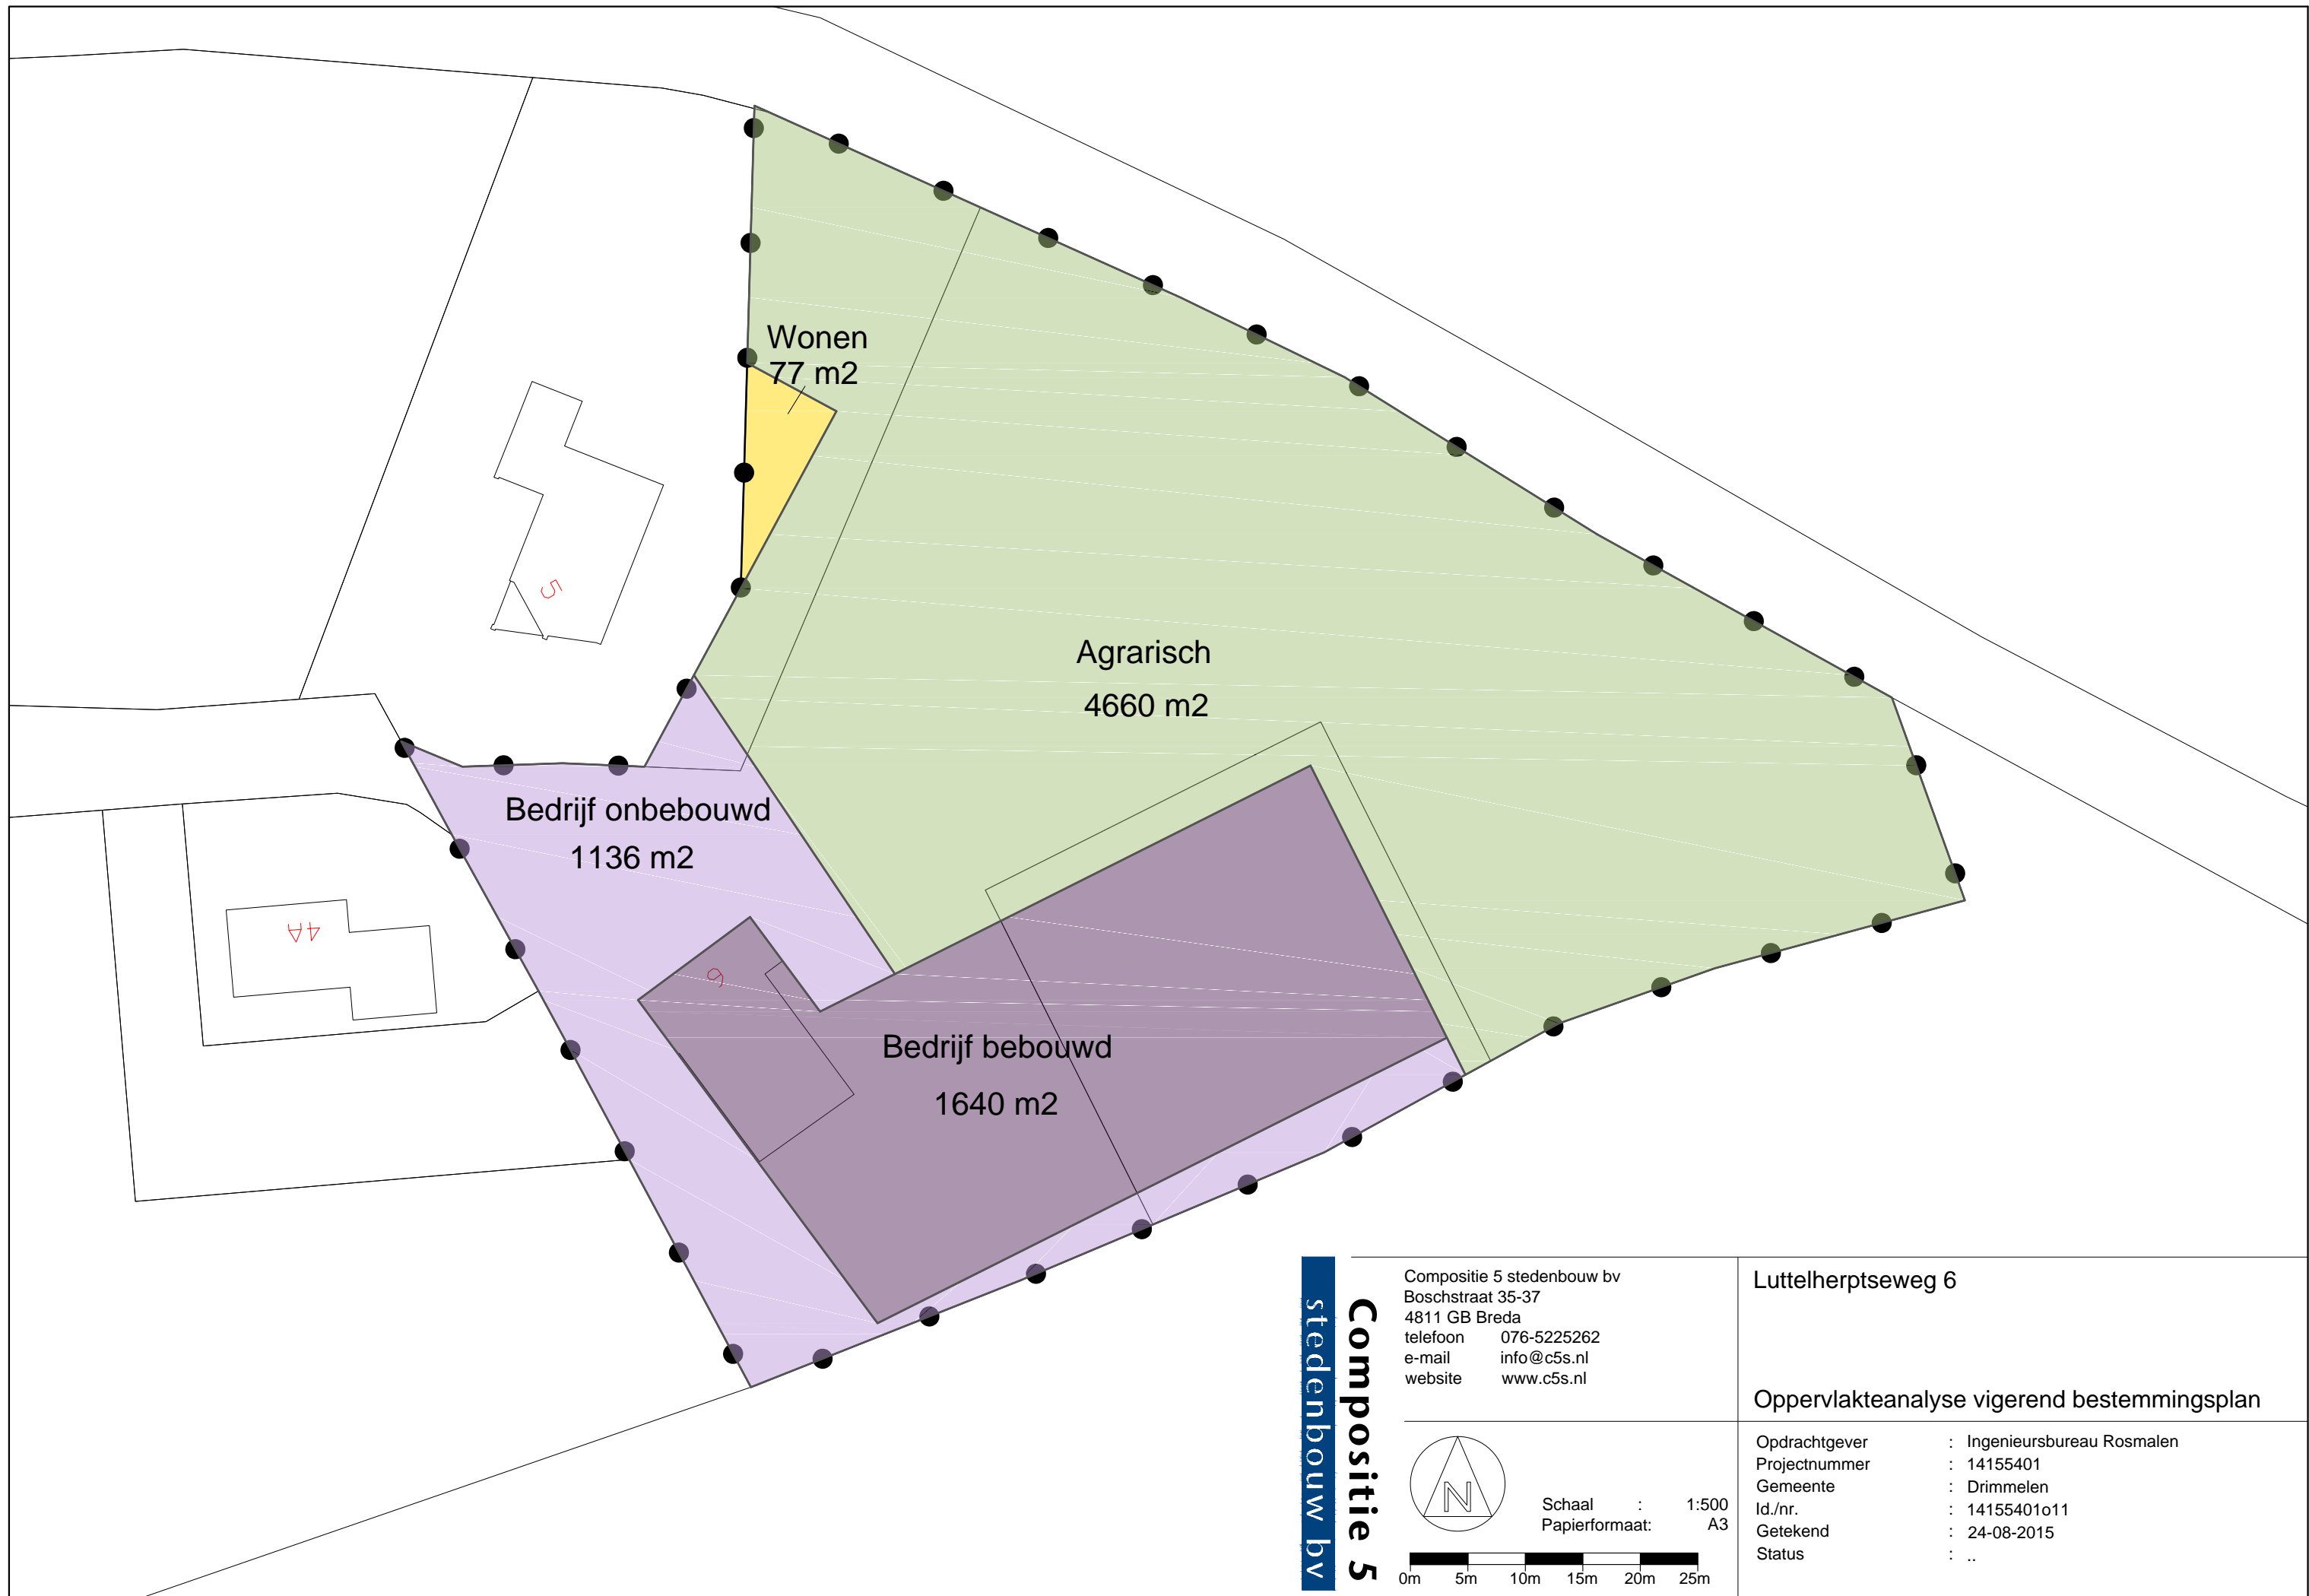 Wonen
77 m2
5
Agrarisch
4660 m2
Bedrijf onbebouwd
1136 m2
4A
6
Bedrijf bebouwd
1640 m2
Compositie 5
stedenbouw bv
Compositie 5 stedenbouw bv
Boschstraat 35-37
4811 GB Breda
telefoon 076-5225262
e-mail info@c5s.nl
website www.c5s.nl
Luttelherptseweg 6
Oppervlakteanalyse vigerend bestemmingsplan
N
Schaal : 1:500
Papierformaat: A3
0m 5m 10m 15m 20m 25m
Opdrachtgever : Ingenieursbureau Rosmalen
Projectnummer : 14155401
Gemeente : Drimmelen
Id./nr. : 14155401o11
Getekend : 24-08-2015
Status : ..